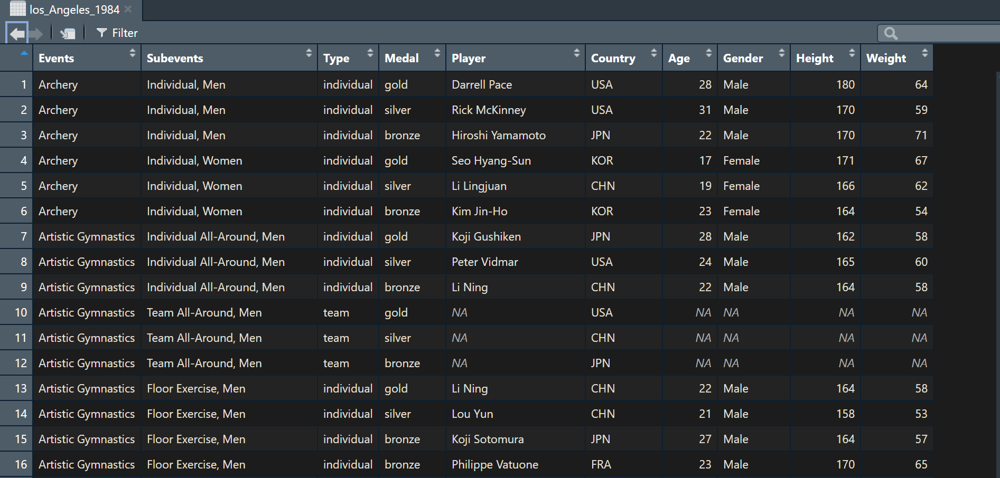 los_Angeles_1984
Filter
Events Subevents Type Medal Player Country Age Gender Height Weight
1 Archery Individual, Men individual gold Darrell Pace USA 28 Male 180 64
2 Archery Individual, Men individual silver Rick McKinney USA 31 Male 170 59
3 Archery Individual, Men individual bronze Hiroshi Yamamoto JPN 22 Male 170 71
4 Archery Individual, Women individual gold Seo Hyang-Sun KOR 17 Female 171 67
5 Archery Individual, Women individual silver Li Lingjuan CHN 19 Female 166 62
6 Archery Individual, Women individual bronze Kim Jin-Ho KOR 23 Female 164 54
7 Artistic Gymnastics Individual All-Around, Men individual gold Koji Gushiken JPN 28 Male 162 58
8 Artistic Gymnastics Individual All-Around, Men individual silver Peter Vidmar USA 24 Male 165 60
9 Artistic Gymnastics Individual All-Around, Men individual bronze Li Ning CHN 22 Male 164 58
10 Artistic Gymnastics Team All-Around, Men team gold NA USA NA NA NA NA
11 Artistic Gymnastics Team All-Around, Men team silver NA CHN NA NA NA NA
12 Artistic Gymnastics Team All-Around, Men team bronze NA JPN NA NA NA NA
13 Artistic Gymnastics Floor Exercise, Men individual gold Li Ning CHN 22 Male 164 58
14 Artistic Gymnastics Floor Exercise, Men individual silver Lou Yun CHN 21 Male 158 53
15 Artistic Gymnastics Floor Exercise, Men individual bronze Koji Sotomura JPN 27 Male 164 57
16 Artistic Gymnastics Floor Exercise, Men individual bronze Philippe Vatuone FRA 23 Male 170 65